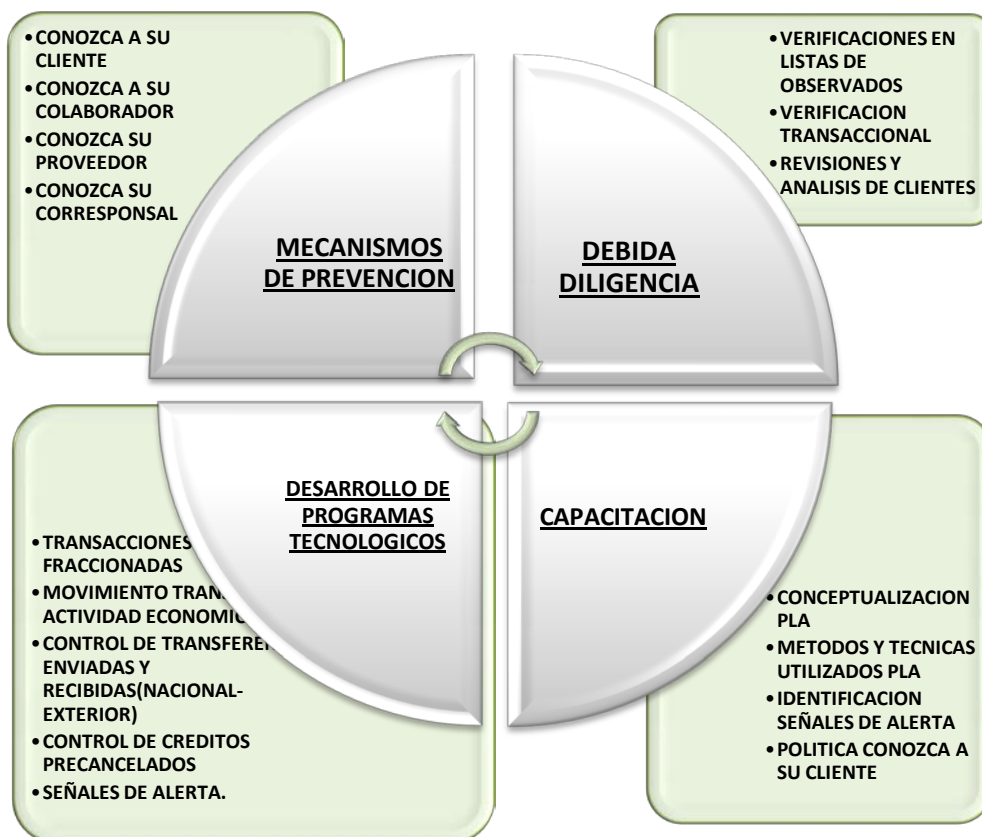 •CONOZCA A SU
CLIENTE
•CONOZCA A SU
COLABORADOR
•CONOZCA SU
PROVEEDOR
•CONOZCA SU
CORRESPONSAL
MECANISMOS
DE PREVENCION
•VERIFICACIONES EN
LISTAS DE
OBSERVADOS
•VERIFICACION
TRANSACCIONAL
•REVISIONES Y
ANALISIS DE CLIENTES
DEBIDA
DILIGENCIA
DESARROLLO DE
PROGRAMAS
TECNOLOGICOS
•TRANSACCIONES
FRACCIONADAS
•MOVIMIENTO
ACTIVIDAD
•CONTROL DE
ENVIADAS Y
RECIBIDAS(NACIONAL-
EXTERIOR)
•CONTROL DE CREDITOS
PRECANCELADOS
•SEÑALES DE ALERTA.
CAPACITACION
•CONCEPTUALIZACION
PLA
•METODOS Y TECNICAS
UTILIZADOS PLA
•IDENTIFICACION
SEÑALES DE ALERTA
•POLITICA CONOZCA A
SU CLIENTE